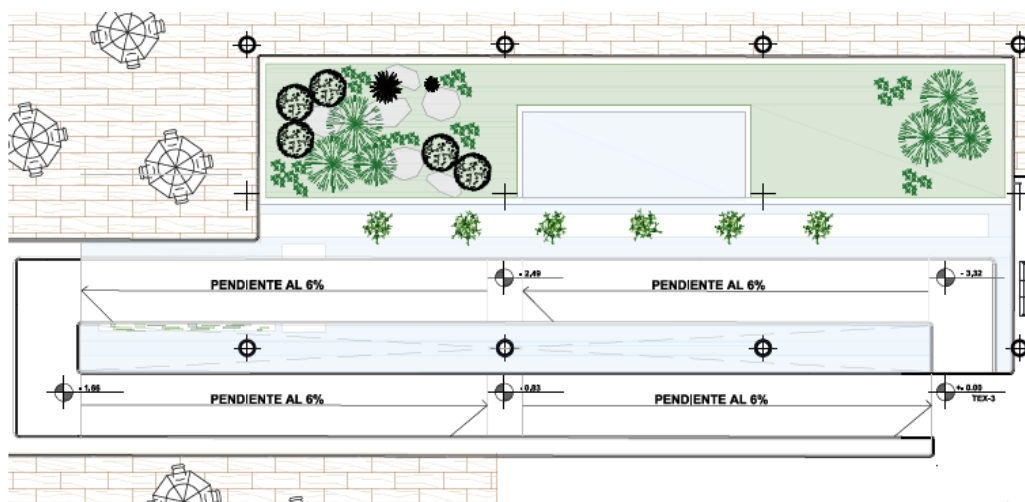 - 2,49
- 3,32
PENDIENTE AL 6%
PENDIENTE AL 6%
- 1,66
- 0,83
+- 0.00
TEX-3
PENDIENTE AL 6%
PENDIENTE AL 6%